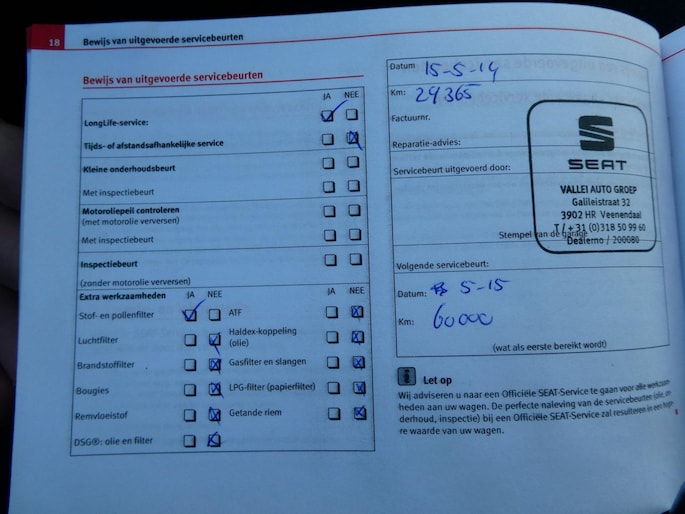 18
Bewijs van uitgevoerde servicebeurten
Bewijs van uitgevoerde servicebeurten
JA NEE
LongLife-service:
Tijds- of afstandsafhankelijke service
Kleine onderhoudsbeurt
Met inspectiebeurt
Motoroliepeil controleren
(met motorolie verversen)
Met inspectiebeurt
Inspectiebeurt
(zonder motorolie verversen)
Extra werkzaamheden JA NEE JA NEE
Stof- en pollenfilter ATF
Luchtfilter Haldex-koppeling
(olie)
Brandstoffilter Gasfilter en slangen
Bougies LPG-filter (papierfilter)
Remvloeistof Getande riem
DSG®: olie en filter
Datum 15-5-14
Km: 29365
Factuurnr.
Reparatie-advies:
Servicebeurt uitgevoerd door:
SEAT
VALLEI AUTO GROEP
Galileistraat 32
3902 HR Veenendaal
T/ + 31 (0)318 50 99 60
Stempel van de garage
Dealerno / 200080
Volgende servicebeurt:
Datum: 5-15
Km: 60000
(wat als eerste bereikt wordt)
Let op
Wij adviseren u naar een Officiële SEAT-Service te gaan voor alle werkzaam-
heden aan uw wagen. De perfecte naleving van de servicebeurten (olie, on-
derhoud, inspectie) bij een Officiële SEAT-Service zal resulteren in een hoge-
re waarde van uw wagen.